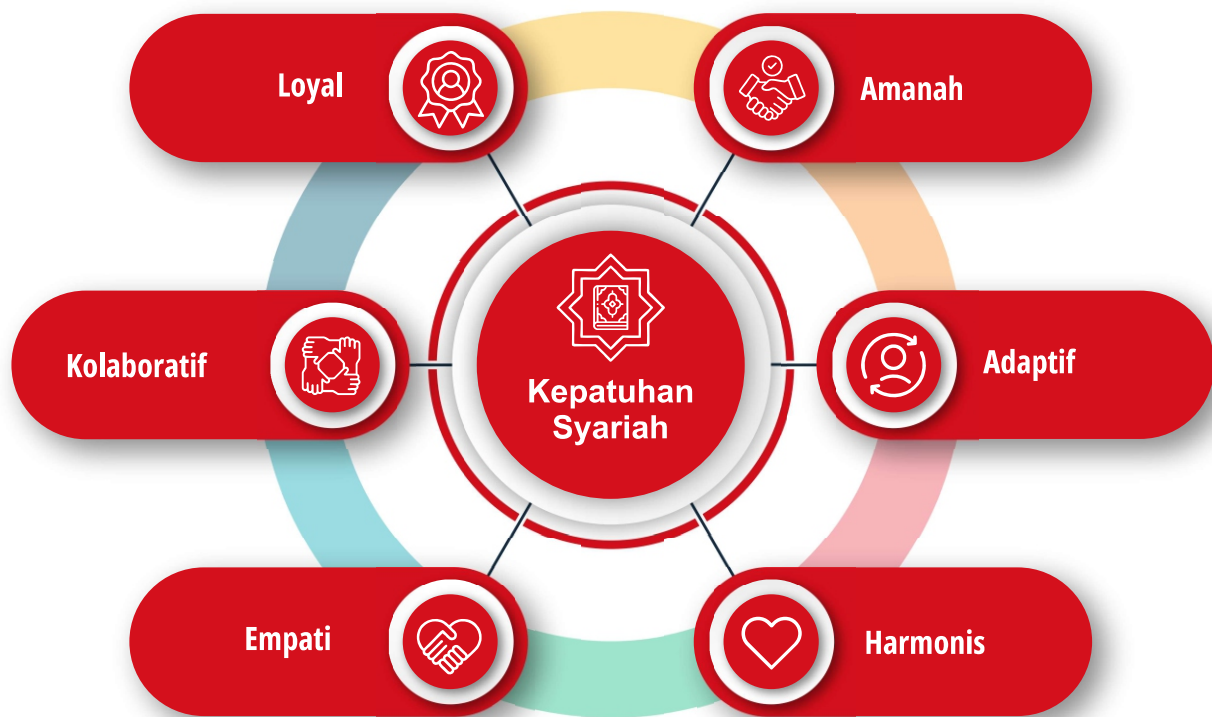 Loyal
Amanah
Kolaboratif
Kepatuhan
Syariah
Adaptif
Empati
Harmonis